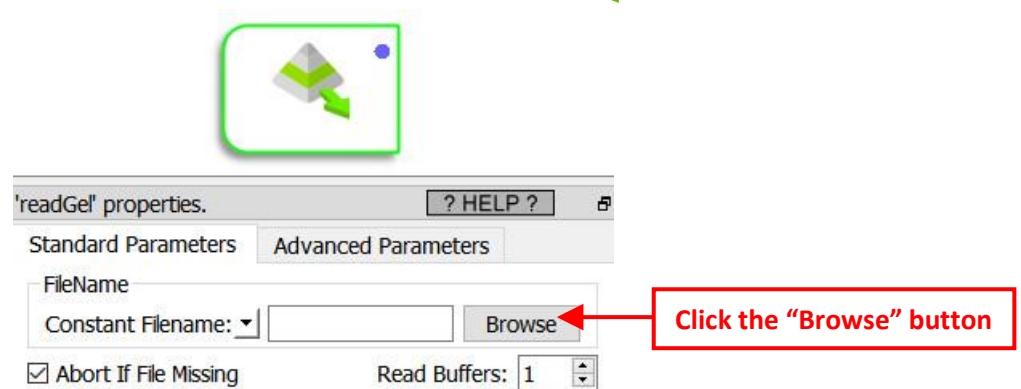 'readGel' properties. ? HELP ?
Standard Parameters Advanced Parameters
FileName
Constant Filename: Browse
Click the “Browse” button
Abort If File Missing Read Buffers: 1